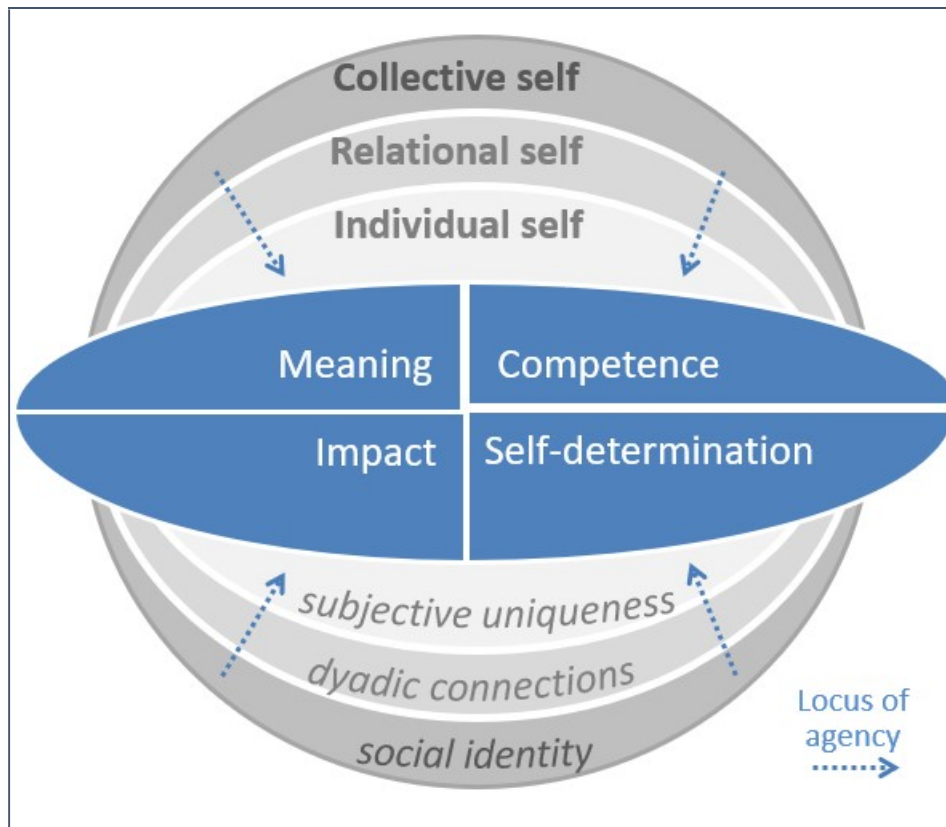 Collective self
Relational self
Individual self
Meaning
Competence
Impact
Self-determination
subjective uniqueness
dyadic connections
social identity
Locus of
agency